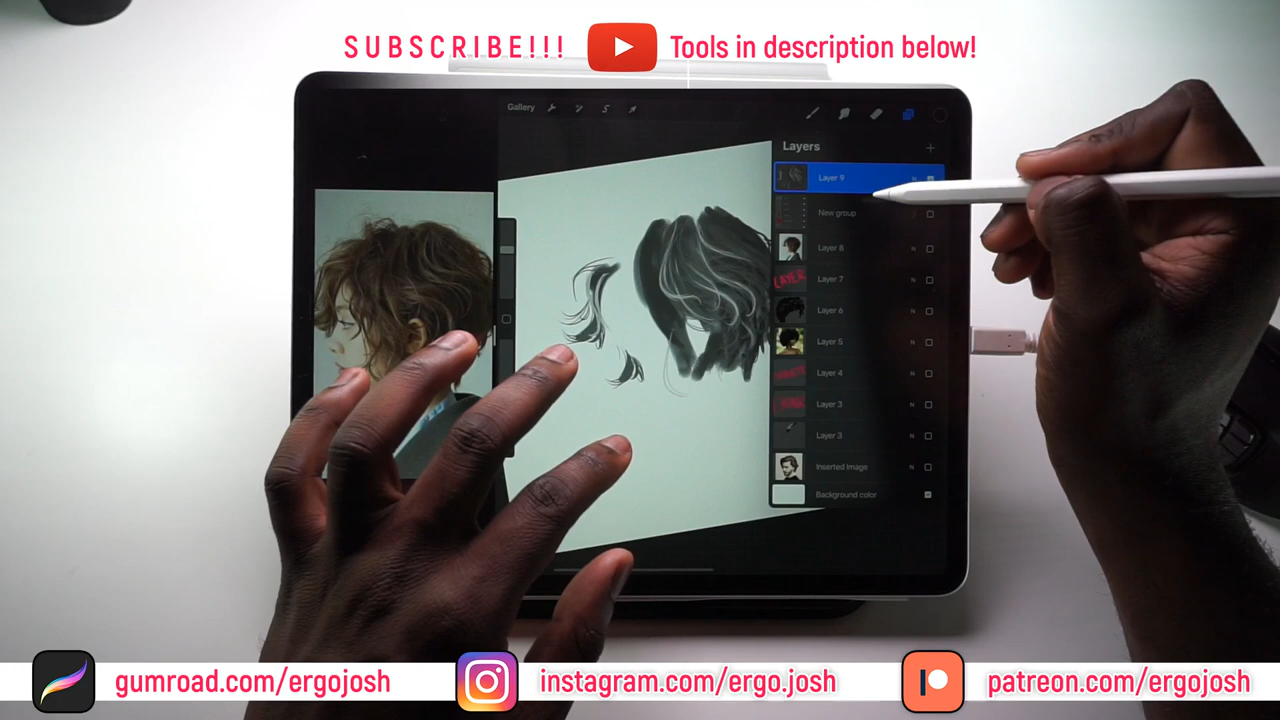 SUBSCRIBE!!!
Tools in description below!
Gallery
Layers
Layer 9
N
New group
Layer 8
N
Layer 7
N
LAYER
Layer 6
N
Layer 5
N
Layer 4
N
Layer 3
N
Layer 3
N
Inserted Image
N
Background color
gumroad.com/ergojosh
instagram.com/ergo.josh
patreon.com/ergojosh